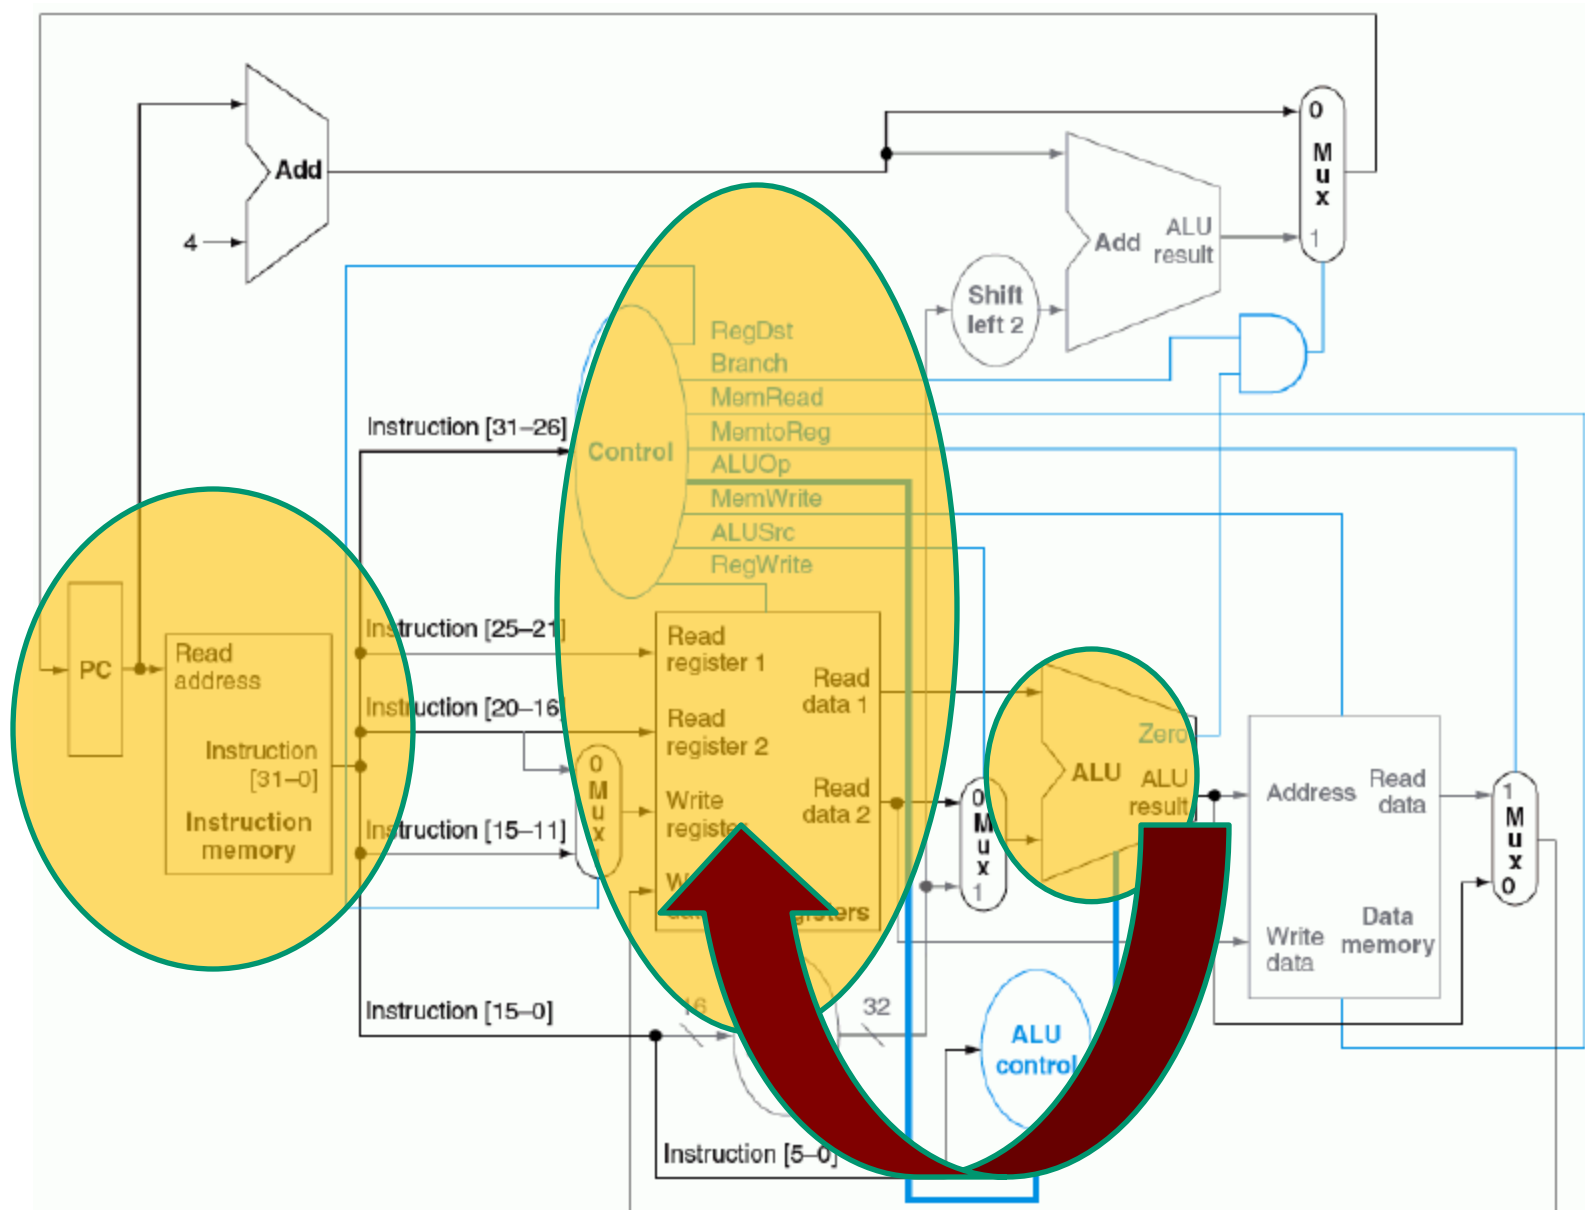 Add
4
0
M
u
x
1
Add
ALU
result
Shift
left 2
RegDst
Branch
MemRead
MemtoReg
ALUOp
MemWrite
ALUSrc
RegWrite
Control
Instruction [31–26]
Instruction [25–21]
Instruction [20–16]
Instruction [15–11]
Instruction [15–0]
Instruction [5–0]
PC
Read
address
Instruction
[31–0]
Instruction
memory
0
M
u
x
Read
register 1
Read
register 2
Write
register
Read
data 1
Read
data 2
0
M
u
x
1
Zero
ALU
ALU
result
Address
Read
data
Write
data
Data
memory
1
M
u
x
0
16
32
ALU
control